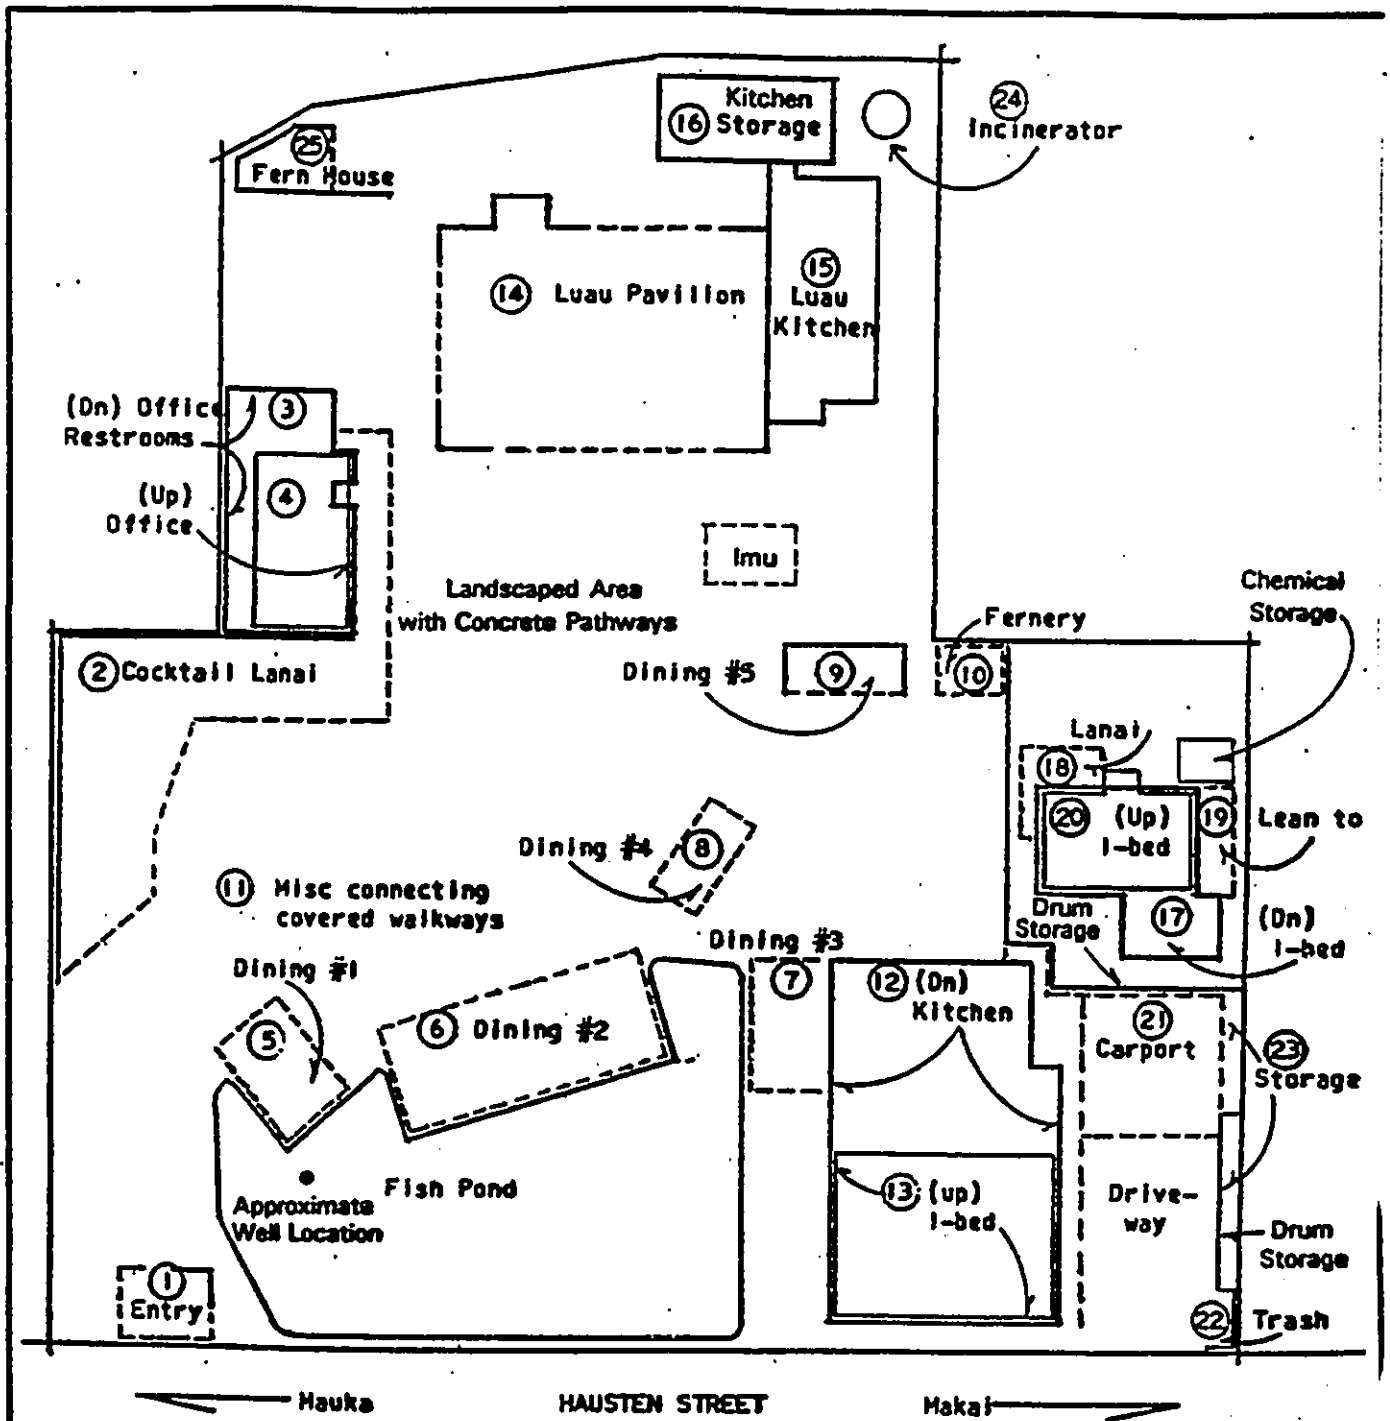 Kitchen
16 Storage
24
Incinerator
25
Fern House
14 Luau Pavilion
15
Luau
Kitchen
(Dn) Office
Restrooms
3
(Up)
Office
4
Imu
Landscaped Area
with Concrete Pathways
Chemical
Storage
Fernery
2 Cocktail Lanai
Dining #5
9
10
Lanai
18
20 (Up)
1-bed
19
Lean to
Dining #4
8
11 Misc connecting
covered walkways
Drum
Storage
17
(Dn)
1-bed
Dining #3
7
12 (Dn)
Kitchen
Dining #1
5
6 Dining #2
21
Carport
23
Storage
Approximate
Well Location
Fish Pond
13 (up)
1-bed
Drive-
way
Drum
Storage
1
Entry
22 Trash
Mauka
HAUSTEN STREET
Makai